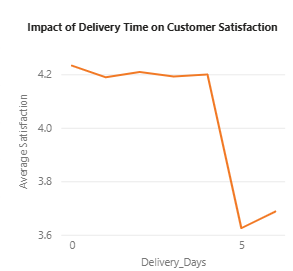 Impact of Delivery Time on Customer Satisfaction
4.2
4.0
3.8
3.6
Average Satisfaction
0 5
Delivery_Days